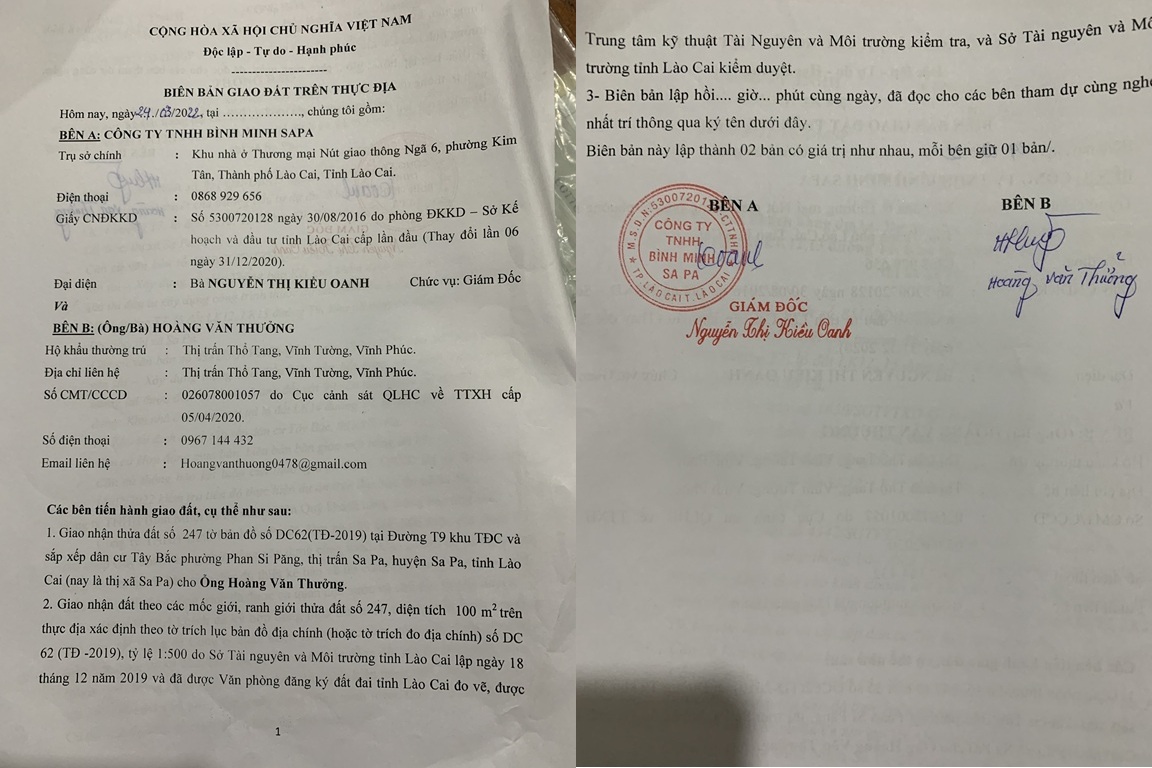 CỘNG HÒA XÃ HỘI CHỦ NGHĨA VIỆT NAM
Độc lập - Tự do - Hạnh phúc
-----------------------
BIÊN BẢN GIAO ĐẤT TRÊN THỰC ĐỊA
Hôm nay, ngày 24/03/2022, tại ………………., chúng tôi gồm:
BÊN A: CÔNG TY TNHH BÌNH MINH SAPA
Trụ sở chính : Khu nhà ở Thương mại Nút giao thông Ngã 6, phường Kim
Tân, Thành phố Lào Cai, Tỉnh Lào Cai.
Điện thoại : 0868 929 656
Giấy CNĐKKD : Số 5300720128 ngày 30/08/2016 do phòng ĐKKD – Sở Kế
hoạch và đầu tư tỉnh Lào Cai cấp lần đầu (Thay đổi lần 06
ngày 31/12/2020).
Đại diện : Bà NGUYỄN THỊ KIỀU OANH Chức vụ: Giám Đốc
Và
BÊN B: (Ông/Bà) HOÀNG VĂN THƯỞNG
Hộ khẩu thường trú : Thị trấn Thổ Tang, Vĩnh Tường, Vĩnh Phúc.
Địa chỉ liên hệ : Thị trấn Thổ Tang, Vĩnh Tường, Vĩnh Phúc.
Số CMT/CCCD : 026078001057 do Cục cảnh sát QLHC về TTXH cấp
05/04/2020.
Số điện thoại : 0967 144 432
Email liên hệ : Hoangvanthuong0478@gmail.com
Các bên tiến hành giao đất, cụ thể như sau:
1. Giao nhận thửa đất số 247 tờ bản đồ số DC62(TĐ-2019) tại Đường T9 khu TĐC và
sắp xếp dân cư Tây Bắc phường Phan Si Păng, thị trấn Sa Pa, huyện Sa Pa, tỉnh Lào
Cai (nay là thị xã Sa Pa) cho Ông Hoàng Văn Thưởng.
2. Giao nhận đất theo các mốc giới, ranh giới thửa đất số 247, diện tích 100 m² trên
thực địa xác định theo tờ trích lục bản đồ địa chính (hoặc tờ trích đo địa chính) số DC
62 (TĐ -2019), tỷ lệ 1:500 do Sở Tài nguyên và Môi trường tỉnh Lào Cai lập ngày 18
tháng 12 năm 2019 và đã được Văn phòng đăng ký đất đai tỉnh Lào Cai đo vẽ, được
1
Trung tâm kỹ thuật Tài Nguyên và Môi trường kiểm tra, và Sở Tài nguyên và Mô
trường tỉnh Lào Cai kiểm duyệt.
3- Biên bản lập hồi.... giờ... phút cùng ngày, đã đọc cho các bên tham dự cùng nghe
nhất trí thông qua ký tên dưới đây.
Biên bản này lập thành 02 bản có giá trị như nhau, mỗi bên giữ 01 bản/.
BÊN A
BÊN B
M.S.D.N:5300720128
CÔNG TY
TNHH
BÌNH MINH
SA PA
TP LÀO CAI T. LÀO CAI
Hoàng Văn Thưởng
GIÁM ĐỐC
Nguyễn Thị Kiều Oanh